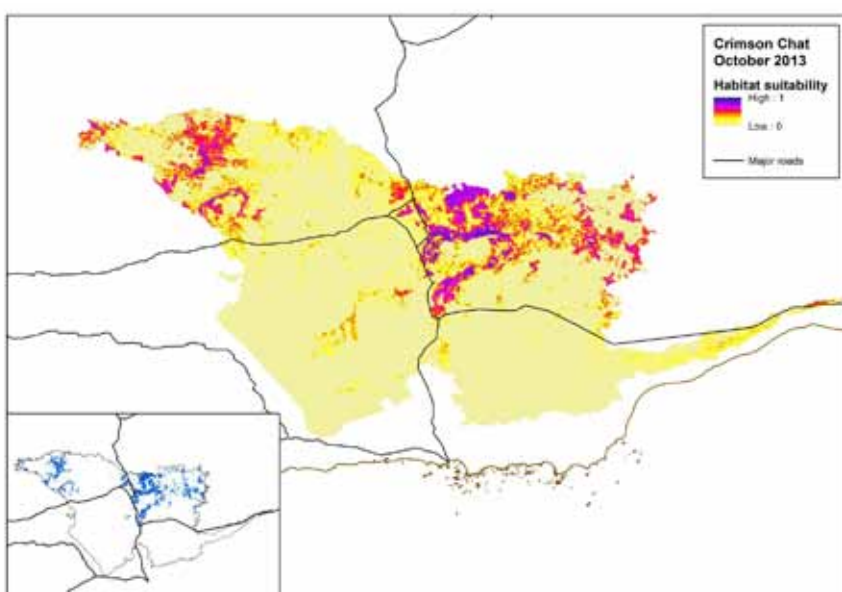 Crimson Chat
October 2013
Habitat suitability
High : 1
Low : 0
Major roads